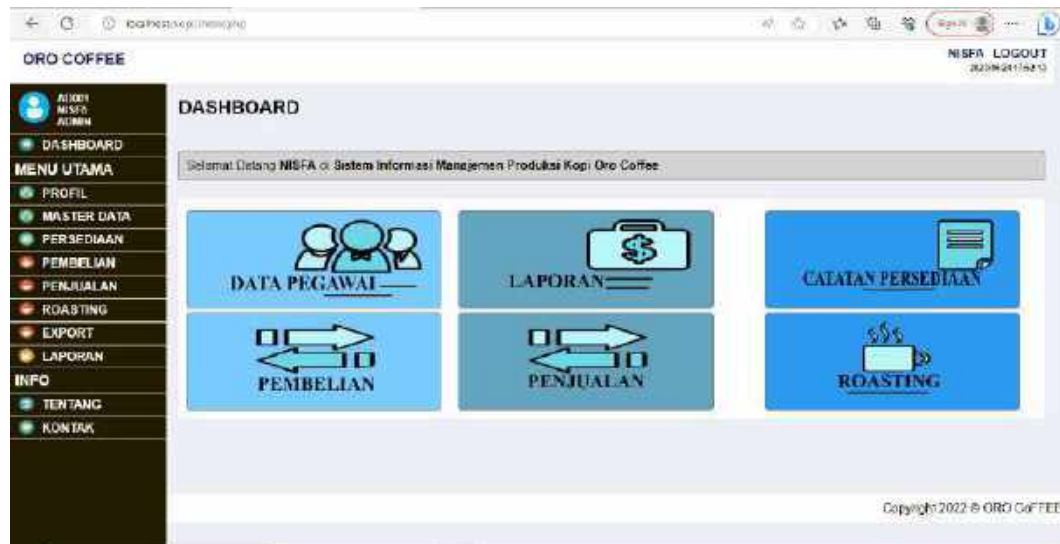 ORO COFFEE
NISFA LOGOUT
NISFA
ADMIN
DASHBOARD
DASHBOARD
Selamat Datang NISFA di Sistem Informasi Manajemen Produksi Kopi Oro Coffee
MENU UTAMA
PROFIL
MASTER DATA
PERSEDIAAN
PEMBELIAN
PENJUALAN
ROASTING
EXPORT
LAPORAN
INFO
TENTANG
KONTAK
DATA PEGAWAI
LAPORAN
CATATAN PERSEDIAAN
PEMBELIAN
PENJUALAN
ROASTING
Copyright 2022 © ORO CoFFEE